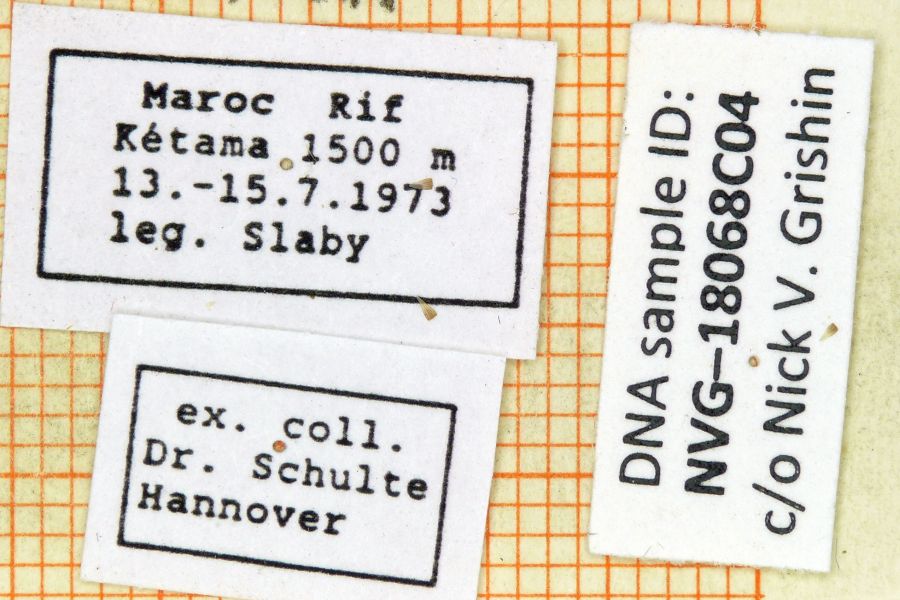 Maroc Rif
Kétama 1500 m
13.-15.7.1973
leg. Slaby
ex. coll.
Dr. Schulte
Hannover
DNA sample ID:
NVG-18068C04
c/o Nick V. Grishin